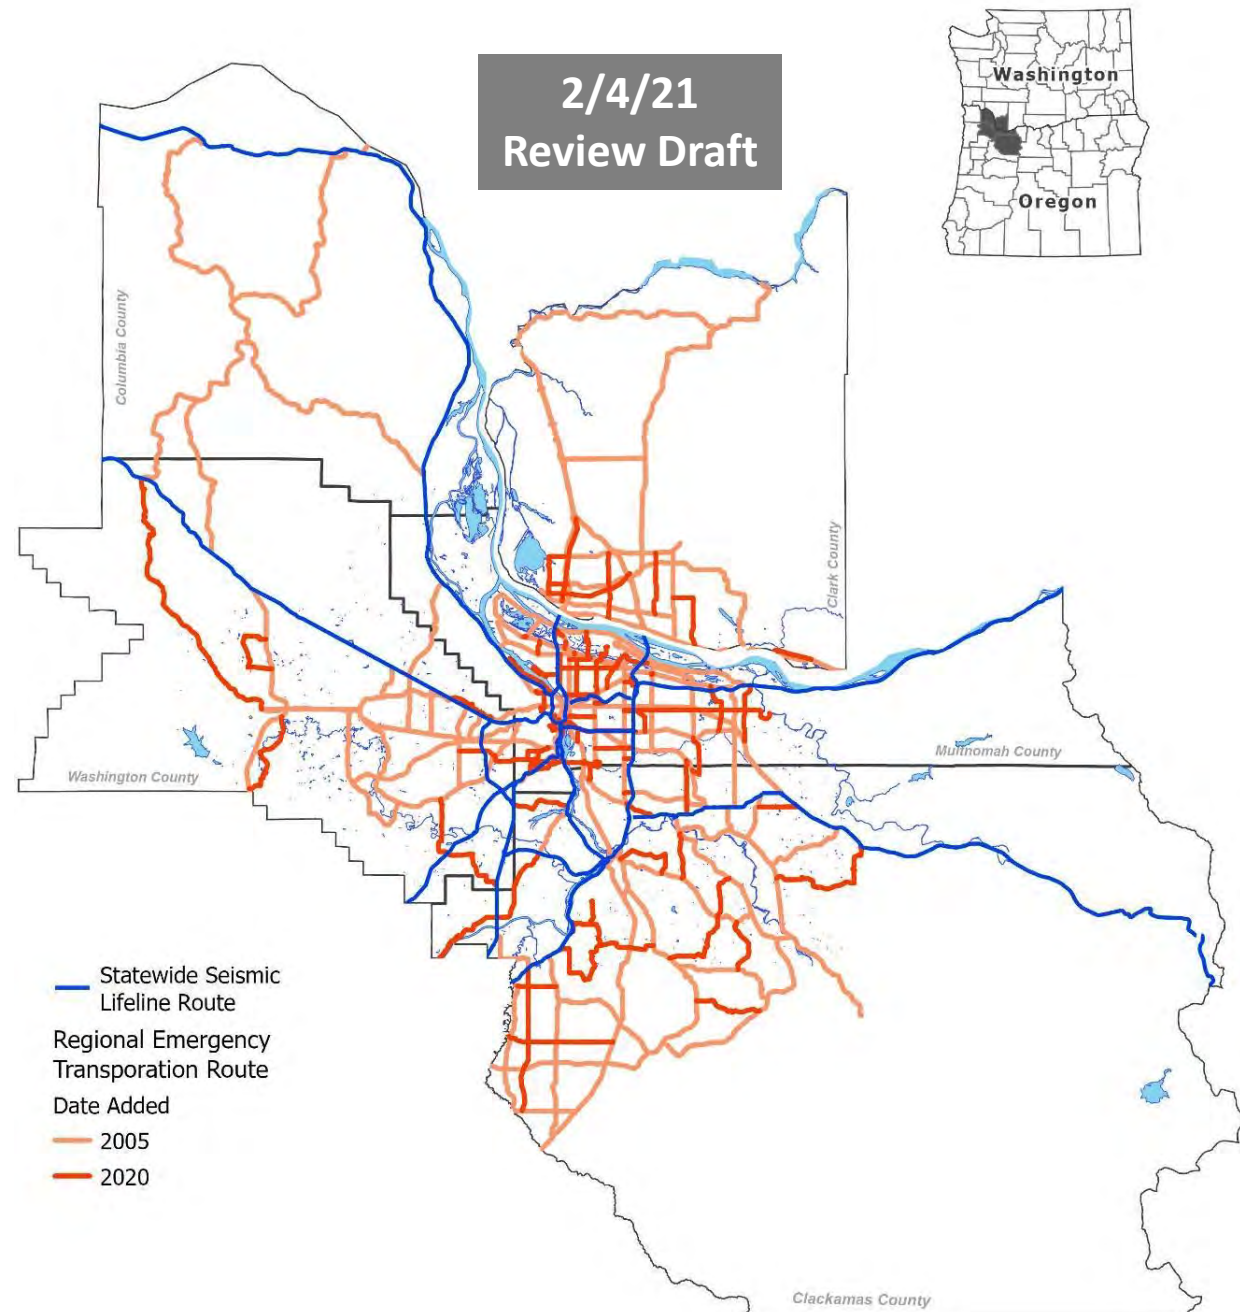 2/4/21
Review Draft
Washington
Oregon
Columbia County
Clark County
Multnomah County
Washington County
Statewide Seismic
Lifeline Route
Regional Emergency
Transporation Route
Date Added
2005
2020
Clackamas County